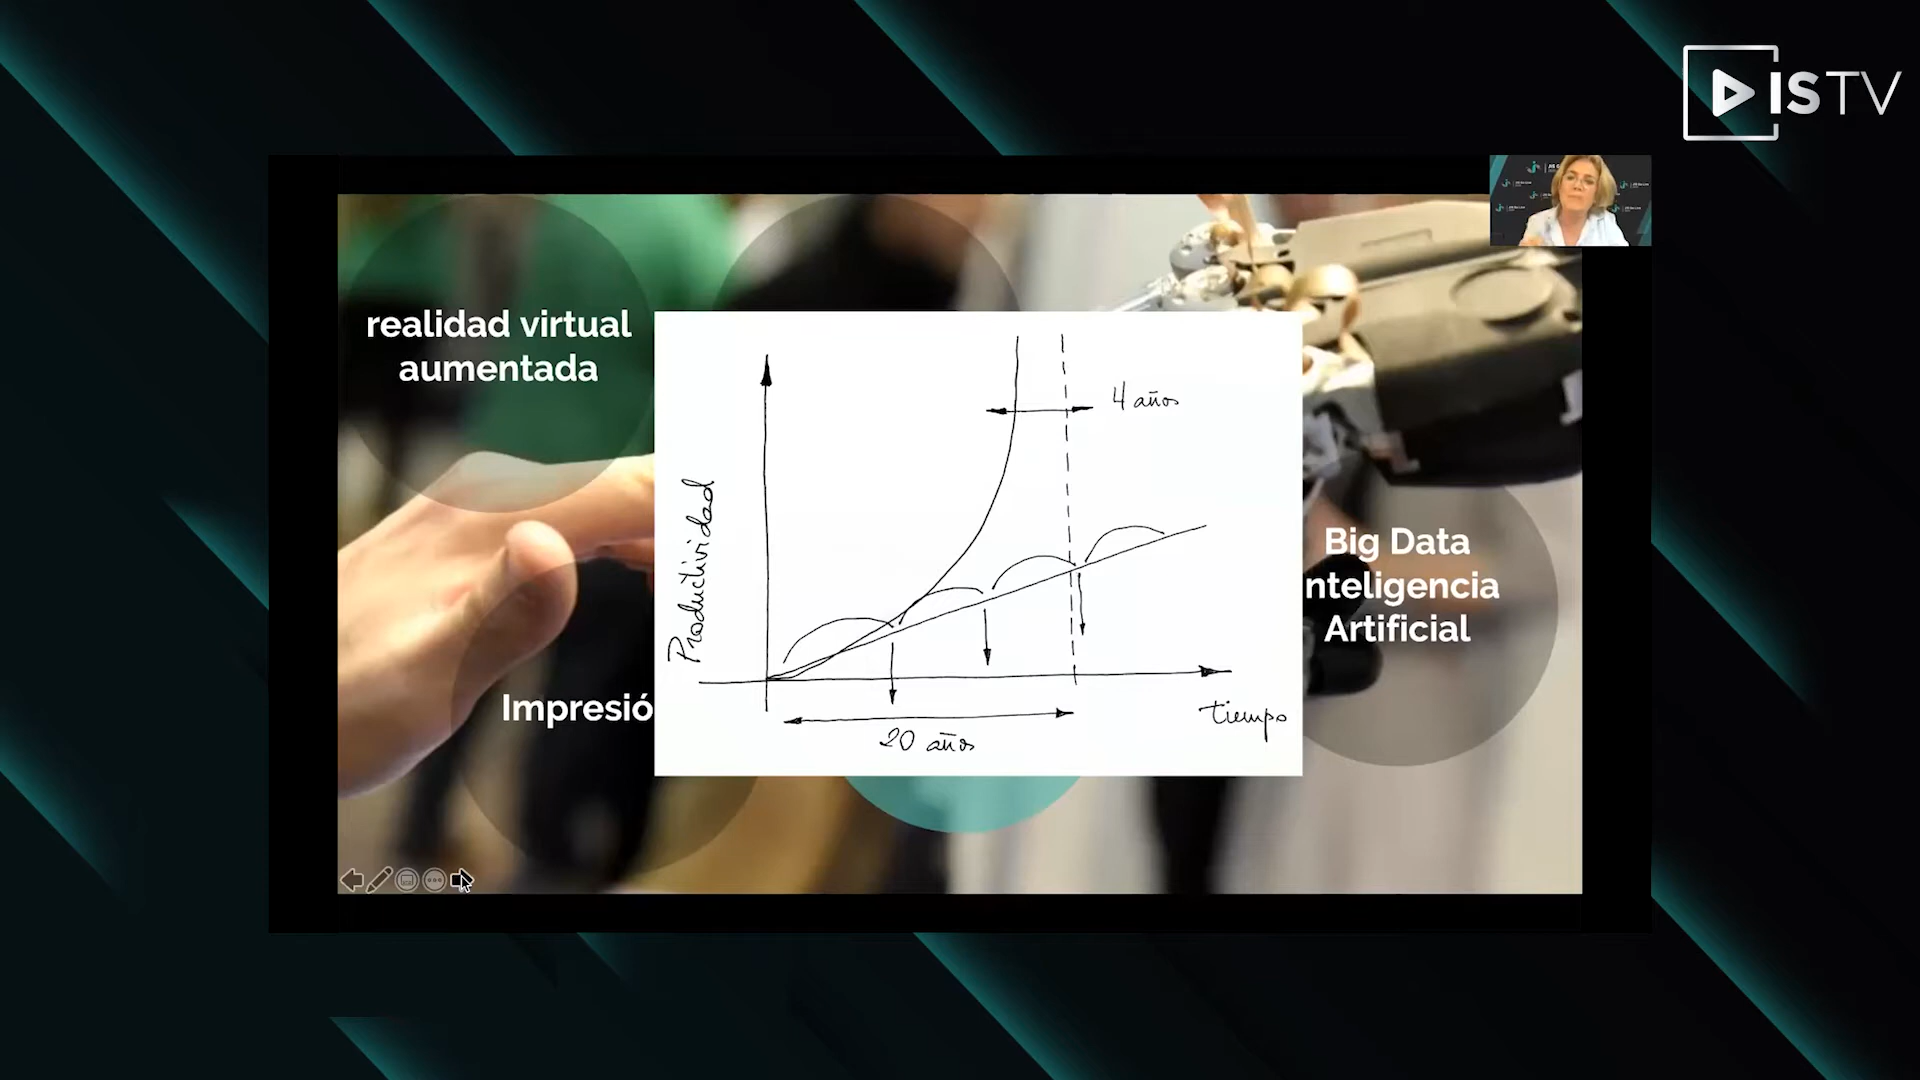 ISTV
realidad virtual
aumentada
4 años
Productividad
Big Data
nteligencia
Artificial
Impresió
tiempo
20 años